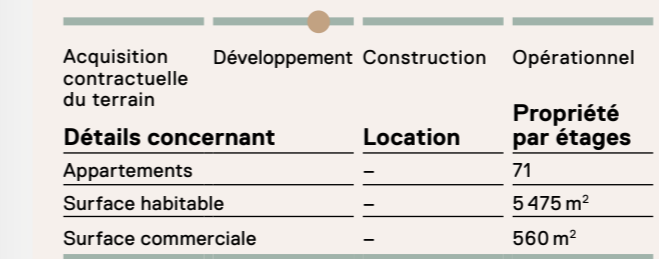 Acquisition
contractuelle
du terrain
Développement
Construction
Opérationnel
Détails concernant
Location
Propriété
par étages
Appartements – 71
Surface habitable – 5 475 m²
Surface commerciale – 560 m²